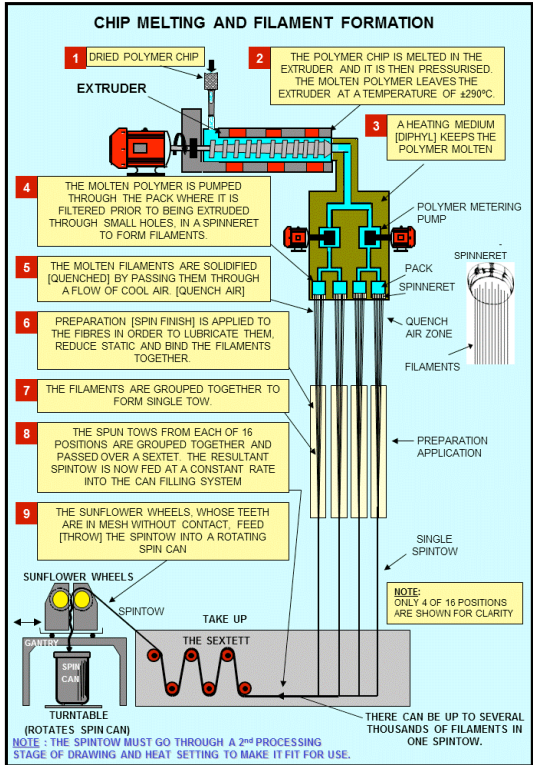 CHIP MELTING AND FILAMENT FORMATION
1
DRIED POLYMER CHIP
EXTRUDER
2
THE POLYMER CHIP IS MELTED IN THE
EXTRUDER AND IT IS THEN PRESSURISED.
THE MOLTEN POLYMER LEAVES THE
EXTRUDER AT A TEMPERATURE OF ±290ºC.
3
A HEATING MEDIUM
[DIPHYL] KEEPS THE
POLYMER MOLTEN
4
THE MOLTEN POLYMER IS PUMPED
THROUGH THE PACK WHERE IT IS
FILTERED PRIOR TO BEING EXTRUDED
THROUGH SMALL HOLES, IN A SPINNERET
TO FORM FILAMENTS.
POLYMER METERING
PUMP
5
THE MOLTEN FILAMENTS ARE SOLIDIFIED
[QUENCHED] BY PASSING THEM THROUGH
A FLOW OF COOL AIR. [QUENCH AIR]
PACK
SPINNERET
SPINNERET
QUENCH
AIR ZONE
FILAMENTS
6
PREPARATION [SPIN FINISH] IS APPLIED TO
THE FIBRES IN ORDER TO LUBRICATE THEM,
REDUCE STATIC AND BIND THE FILAMENTS
TOGETHER.
7
THE FILAMENTS ARE GROUPED TOGETHER TO
FORM SINGLE TOW.
8
THE SPUN TOWS FROM EACH OF 16
POSITIONS ARE GROUPED TOGETHER AND
PASSED OVER A SEXTET. THE RESULTANT
SPINTOW IS NOW FED AT A CONSTANT RATE
INTO THE CAN FILLING SYSTEM
PREPARATION
APPLICATION
9
THE SUNFLOWER WHEELS, WHOSE TEETH
ARE IN MESH WITHOUT CONTACT, FEED
[THROW] THE SPINTOW INTO A ROTATING
SPIN CAN
SINGLE
SPINTOW
NOTE:
ONLY 4 OF 16 POSITIONS
ARE SHOWN FOR CLARITY
SUNFLOWER WHEELS
SPINTOW
TAKE UP
THE SEXTETT
GANTRY
SPIN
CAN
TURNTABLE
(ROTATES SPIN CAN)
THERE CAN BE UP TO SEVERAL
THOUSANDS OF FILAMENTS IN
ONE SPINTOW.
NOTE : THE SPINTOW MUST GO THROUGH A 2nd PROCESSING
STAGE OF DRAWING AND HEAT SETTING TO MAKE IT FIT FOR USE.